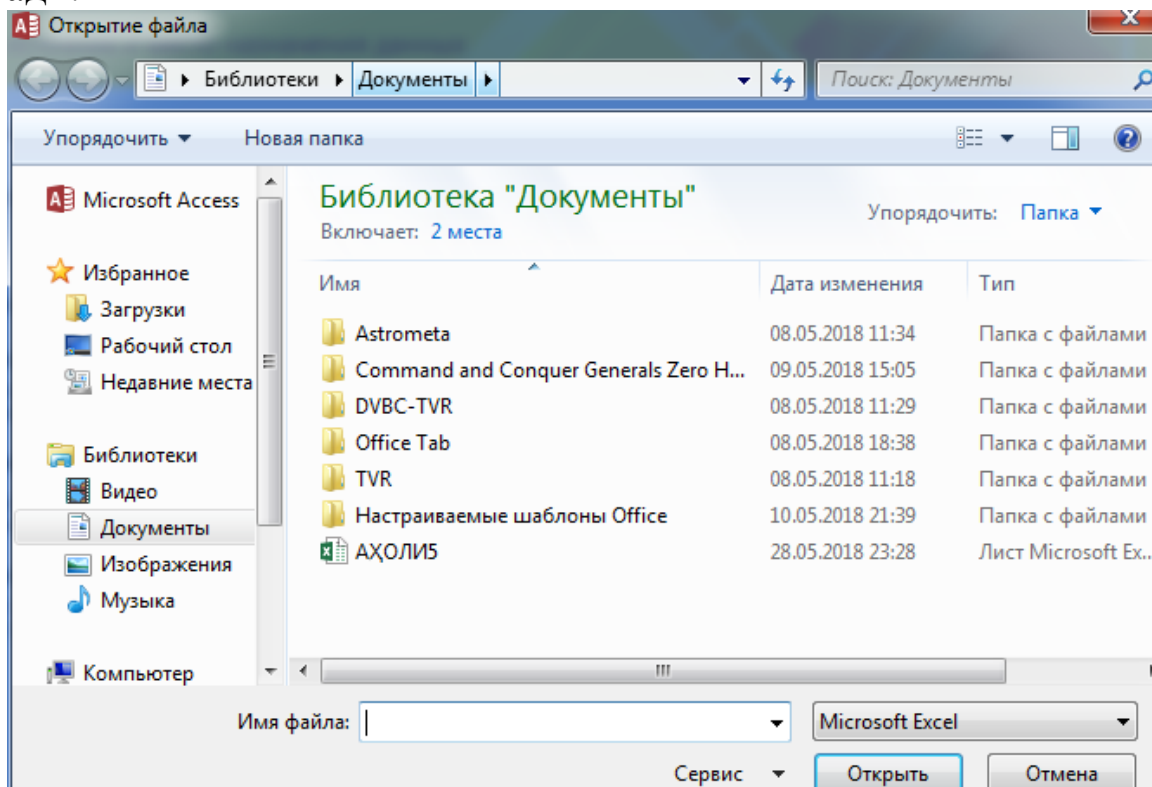 Открытие файла
Библиотеки Документы
Поиск: Документы
Упорядочить Новая папка
Microsoft Access
Избранное
Загрузки
Рабочий стол
Недавние места
Библиотеки
Видео
Документы
Изображения
Музыка
Компьютер
Библиотека "Документы"
Включает: 2 места
Упорядочить: Папка
Имя Дата изменения Тип
Astrometa 08.05.2018 11:34 Папка с файлами
Command and Conquer Generals Zero H... 09.05.2018 15:05 Папка с файлами
DVBC-TVR 08.05.2018 11:29 Папка с файлами
Office Tab 08.05.2018 18:38 Папка с файлами
TVR 08.05.2018 11:18 Папка с файлами
Настраиваемые шаблоны Office 10.05.2018 21:39 Папка с файлами
АҲОЛИ5 28.05.2018 23:28 Лист Microsoft Ex...
Имя файла: Microsoft Excel
Сервис Открыть Отмена